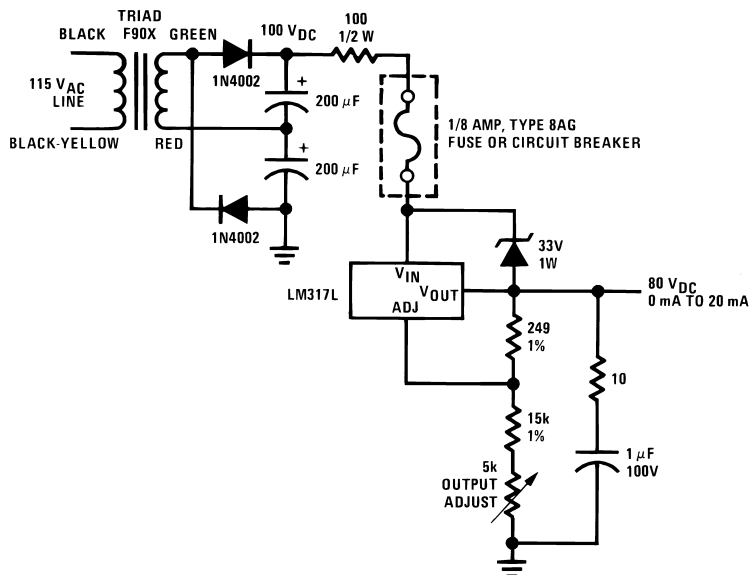 TRIAD
F90X
BLACK
GREEN
100 VDC
100
1/2 W
1N4002
115 VAC
LINE
+
200 μF
1/8 AMP, TYPE 8AG
FUSE OR CIRCUIT BREAKER
BLACK-YELLOW
RED
+
200 μF
1N4002
33V
1W
VIN
LM317L
VOUT
ADJ
80 VDC
0 mA TO 20 mA
249
1%
10
15k
1%
5k
OUTPUT
ADJUST
1 μF
100V